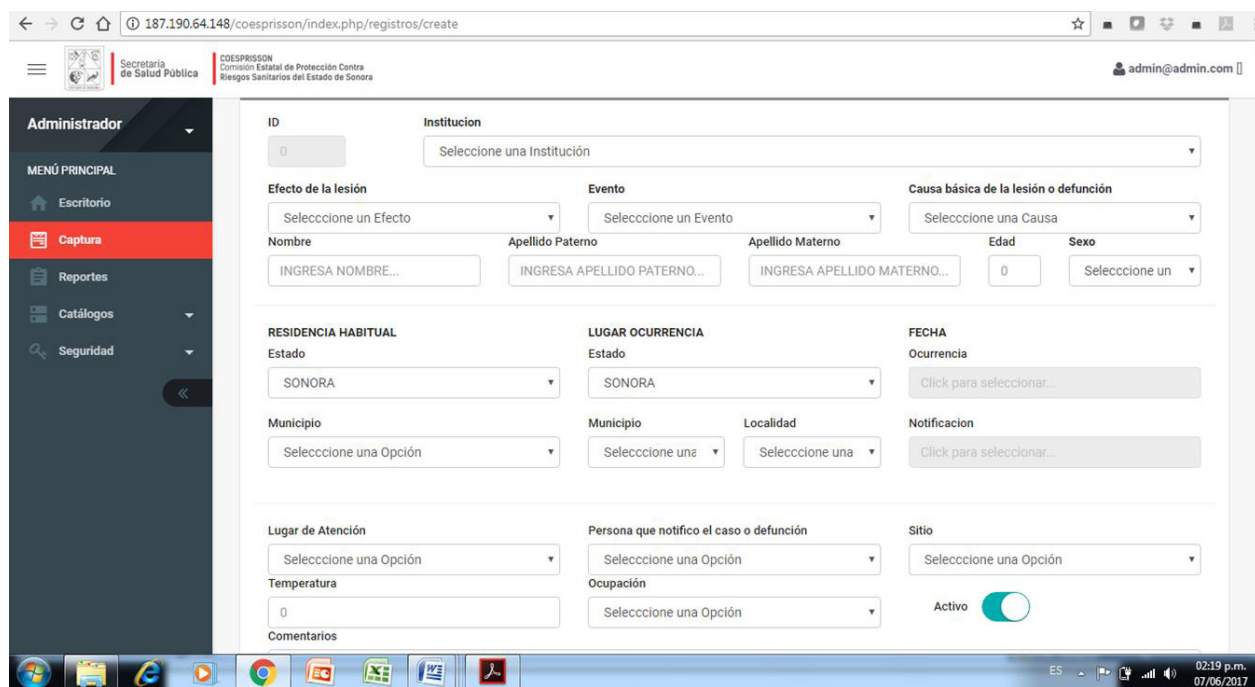 187.190.64.148/coesprisson/index.php/registros/create
Secretaría
de Salud Pública
COESPRISSON
Comisión Estatal de Protección Contra
Riesgos Sanitarios del Estado de Sonora
admin@admin.com
Administrador
MENÚ PRINCIPAL
Escritorio
Captura
Reportes
Catálogos
Seguridad
ID Institucion
0 Seleccione una Institución
Efecto de la lesión Evento Causa básica de la lesión o defunción
Selecccione un Efecto Selecccione un Evento Selecccione una Causa
Nombre Apellido Paterno Apellido Materno Edad Sexo
INGRESA NOMBRE... INGRESA APELLIDO PATERNO... INGRESA APELLIDO MATERNO... 0 Selecccione un
RESIDENCIA HABITUAL LUGAR OCURRENCIA FECHA
Estado Estado Ocurrencia
SONORA SONORA Click para seleccionar...
Municipio Municipio Localidad Notificacion
Selecccione una Opción Selecccione una Selecccione una Click para seleccionar...
Lugar de Atención Persona que notifico el caso o defunción Sitio
Selecccione una Opción Selecccione una Opción Selecccione una Opción
Temperatura Ocupación
0 Selecccione una Opción Activo
Comentarios
ES 02:19 p.m.
07/06/2017